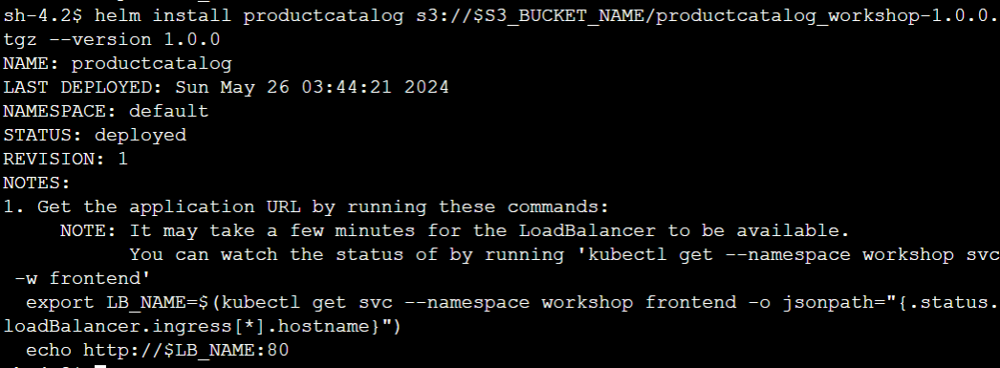 sh-4.2$ helm install productcatalog s3://$S3_BUCKET_NAME/productcatalog_workshop-1.0.0.
tgz --version 1.0.0
NAME: productcatalog
LAST DEPLOYED: Sun May 26 03:44:21 2024
NAMESPACE: default
STATUS: deployed
REVISION: 1
NOTES:
1. Get the application URL by running these commands:
     NOTE: It may take a few minutes for the LoadBalancer to be available.
           You can watch the status of by running 'kubectl get --namespace workshop svc
 -w frontend'
  export LB_NAME=$(kubectl get svc --namespace workshop frontend -o jsonpath="{.status.
loadBalancer.ingress[*].hostname}")
  echo http://$LB_NAME:80